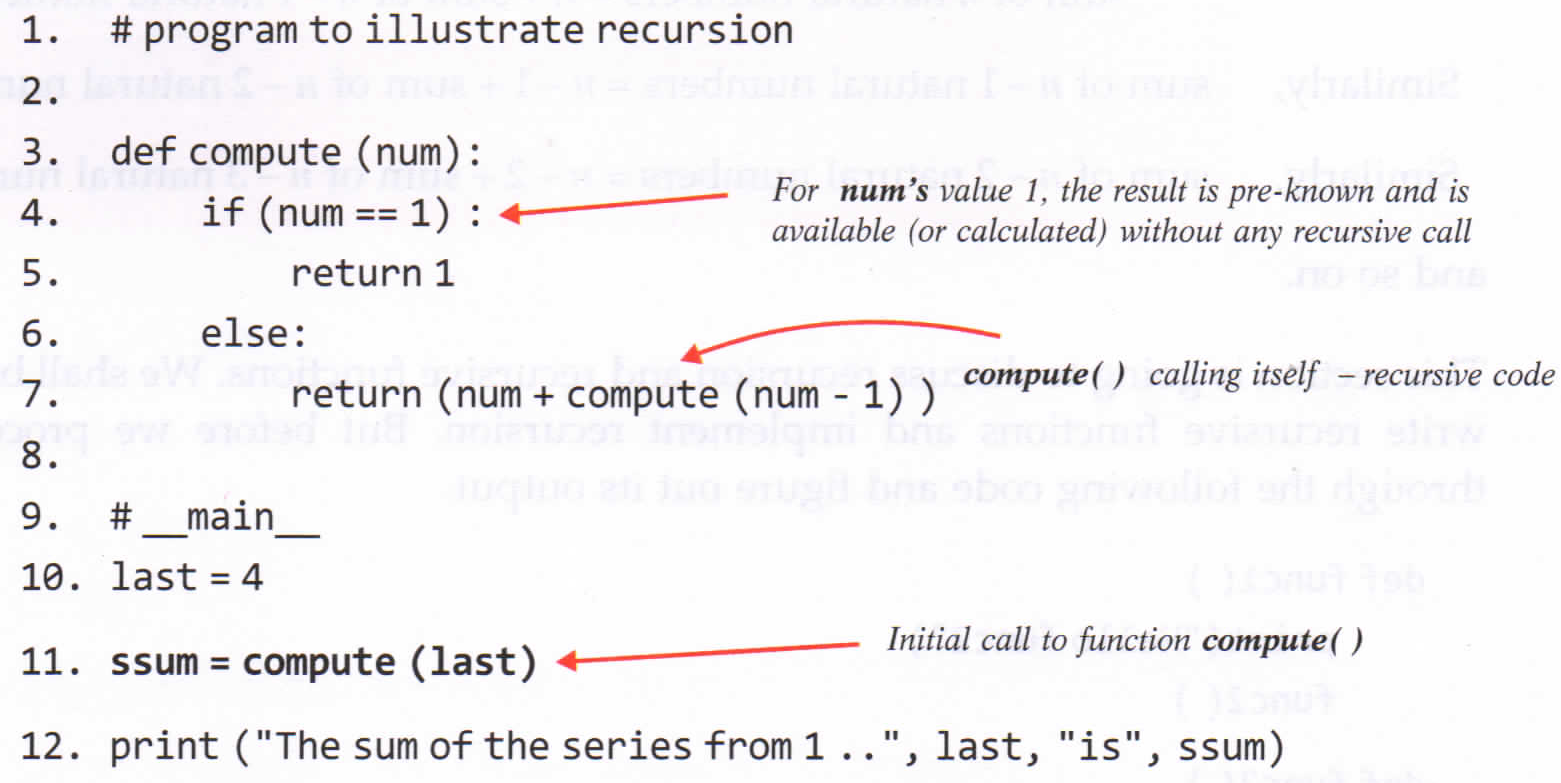 1. # program to illustrate recursion
2.
3. def compute (num):
4. if (num == 1) :
For num's value 1, the result is pre-known and is
available (or calculated) without any recursive call
5. return 1
6. else:
compute( ) calling itself – recursive code
7. return (num + compute (num - 1) )
8.
9. # __main__
10. last = 4
Initial call to function compute( )
11. ssum = compute (last)
12. print ("The sum of the series from 1 ..", last, "is", ssum)